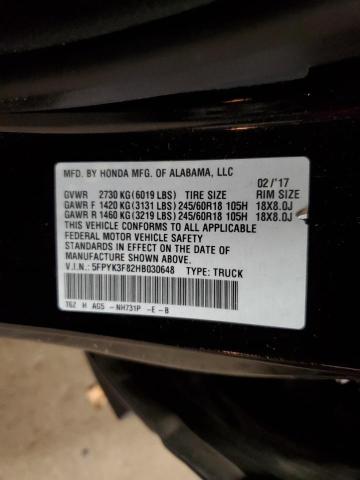 MFD. BY HONDA MFG. OF ALABAMA, LLC
02/'17
GVWR 2730 KG (6019 LBS) TIRE SIZE RIM SIZE
GAWR F 1420 KG (3131 LBS) 245/60R18 105H 18X8.0J
GAWR R 1460 KG (3219 LBS) 245/60R18 105H 18X8.0J
THIS VEHICLE CONFORMS TO ALL APPLICABLE
FEDERAL MOTOR VEHICLE SAFETY
STANDARDS IN EFFECT ON THE DATE OF
MANUFACTURE SHOWN ABOVE.
V.I.N.: 5FPYK3F82HB030648 TYPE: TRUCK
T6Z H AG5 -NH731P -E-B